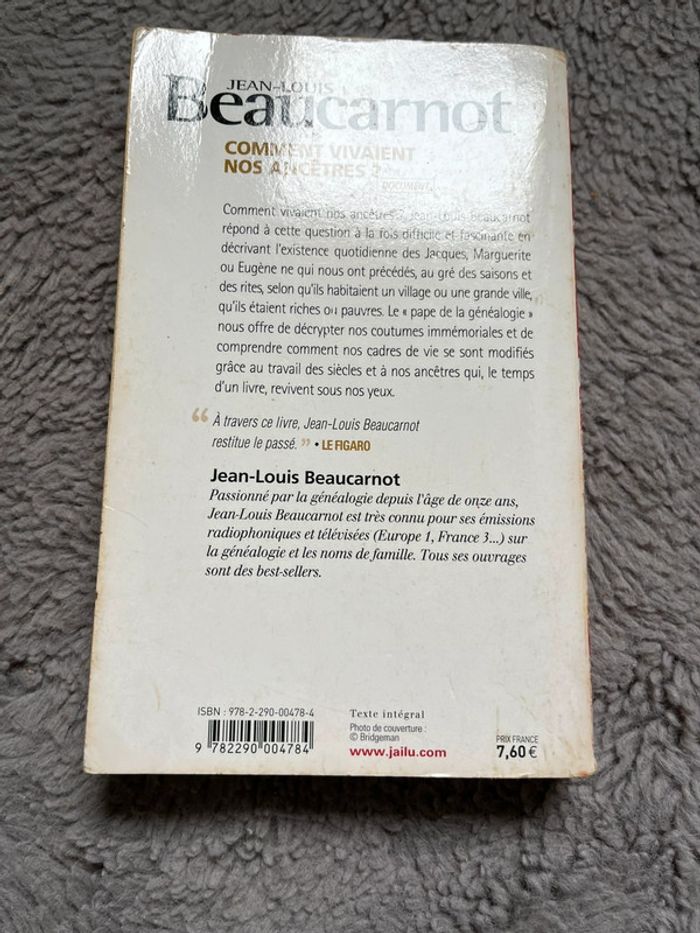 JEAN-LOUIS
Beaucarnot
COMMENT VIVAIENT
NOS ANCÊTRES ?
DOCUMENT
Comment vivaient nos ancêtres ? Jean-Louis Beaucarnot
répond à cette question à la fois difficile et fascinante en
décrivant l'existence quotidienne des Jacques, Marguerite
ou Eugène ne qui nous ont précédés, au gré des saisons et
des rites, selon qu'ils habitaient un village ou une grande ville,
qu'ils étaient riches ou pauvres. Le « pape de la généalogie »
nous offre de décrypter nos coutumes immémoriales et de
comprendre comment nos cadres de vie se sont modifiés
grâce au travail des siècles et à nos ancêtres qui, le temps
d'un livre, revivent sous nos yeux.
“ À travers ce livre, Jean-Louis Beaucarnot
restitue le passé. ” • LE FIGARO
Jean-Louis Beaucarnot
Passionné par la généalogie depuis l'âge de onze ans,
Jean-Louis Beaucarnot est très connu pour ses émissions
radiophoniques et télévisées (Europe 1, France 3...) sur
la généalogie et les noms de famille. Tous ses ouvrages
sont des best-sellers.
ISBN : 978-2-290-00478-4
9 782290 004784
Texte intégral
Photo de couverture :
© Bridgeman
www.jailu.com
PRIX FRANCE
7,60 €